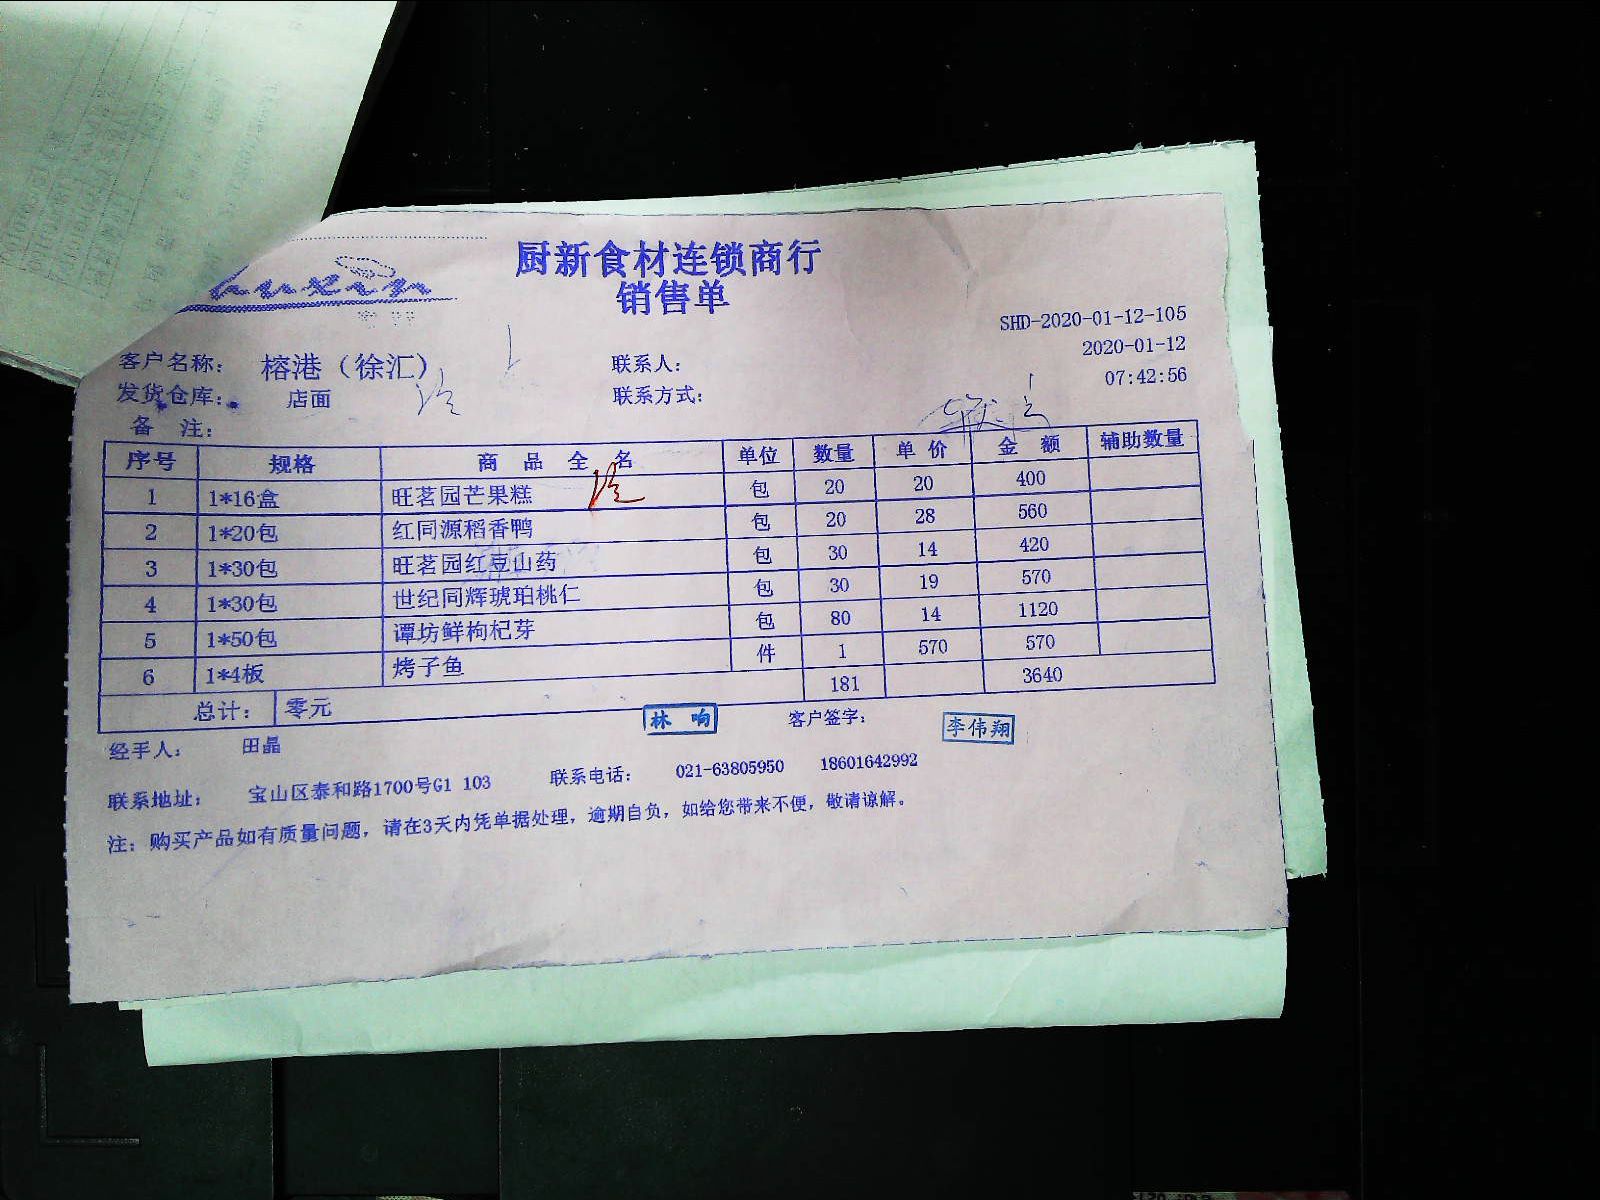 厨新食材连锁商行
销售单
SHD-2020-01-12-105
2020-01-12
07:42:56
客户名称： 榕港（徐汇） 联系人：
发货仓库： 店面 联系方式：
备 注：
序号 规格 商 品 全 名 单位 数量 单 价 金 额 辅助数量
1 1*16盒 旺茗园芒果糕 包 20 20 400
2 1*20包 红同源稻香鸭 包 20 28 560
3 1*30包 旺茗园红豆山药 包 30 14 420
4 1*30包 世纪同辉琥珀桃仁 包 30 19 570
5 1*50包 谭坊鲜枸杞芽 包 80 14 1120
6 1*4板 烤子鱼 件 1 570 570
总计： 零元 181 3640
经手人： 田晶 林 响 客户签字： 李伟翔
联系地址： 宝山区泰和路1700号G1 103 联系电话： 021-63805950 18601642992
注：购买产品如有质量问题，请在3天内凭单据处理，逾期自负，如给您带来不便，敬请谅解。